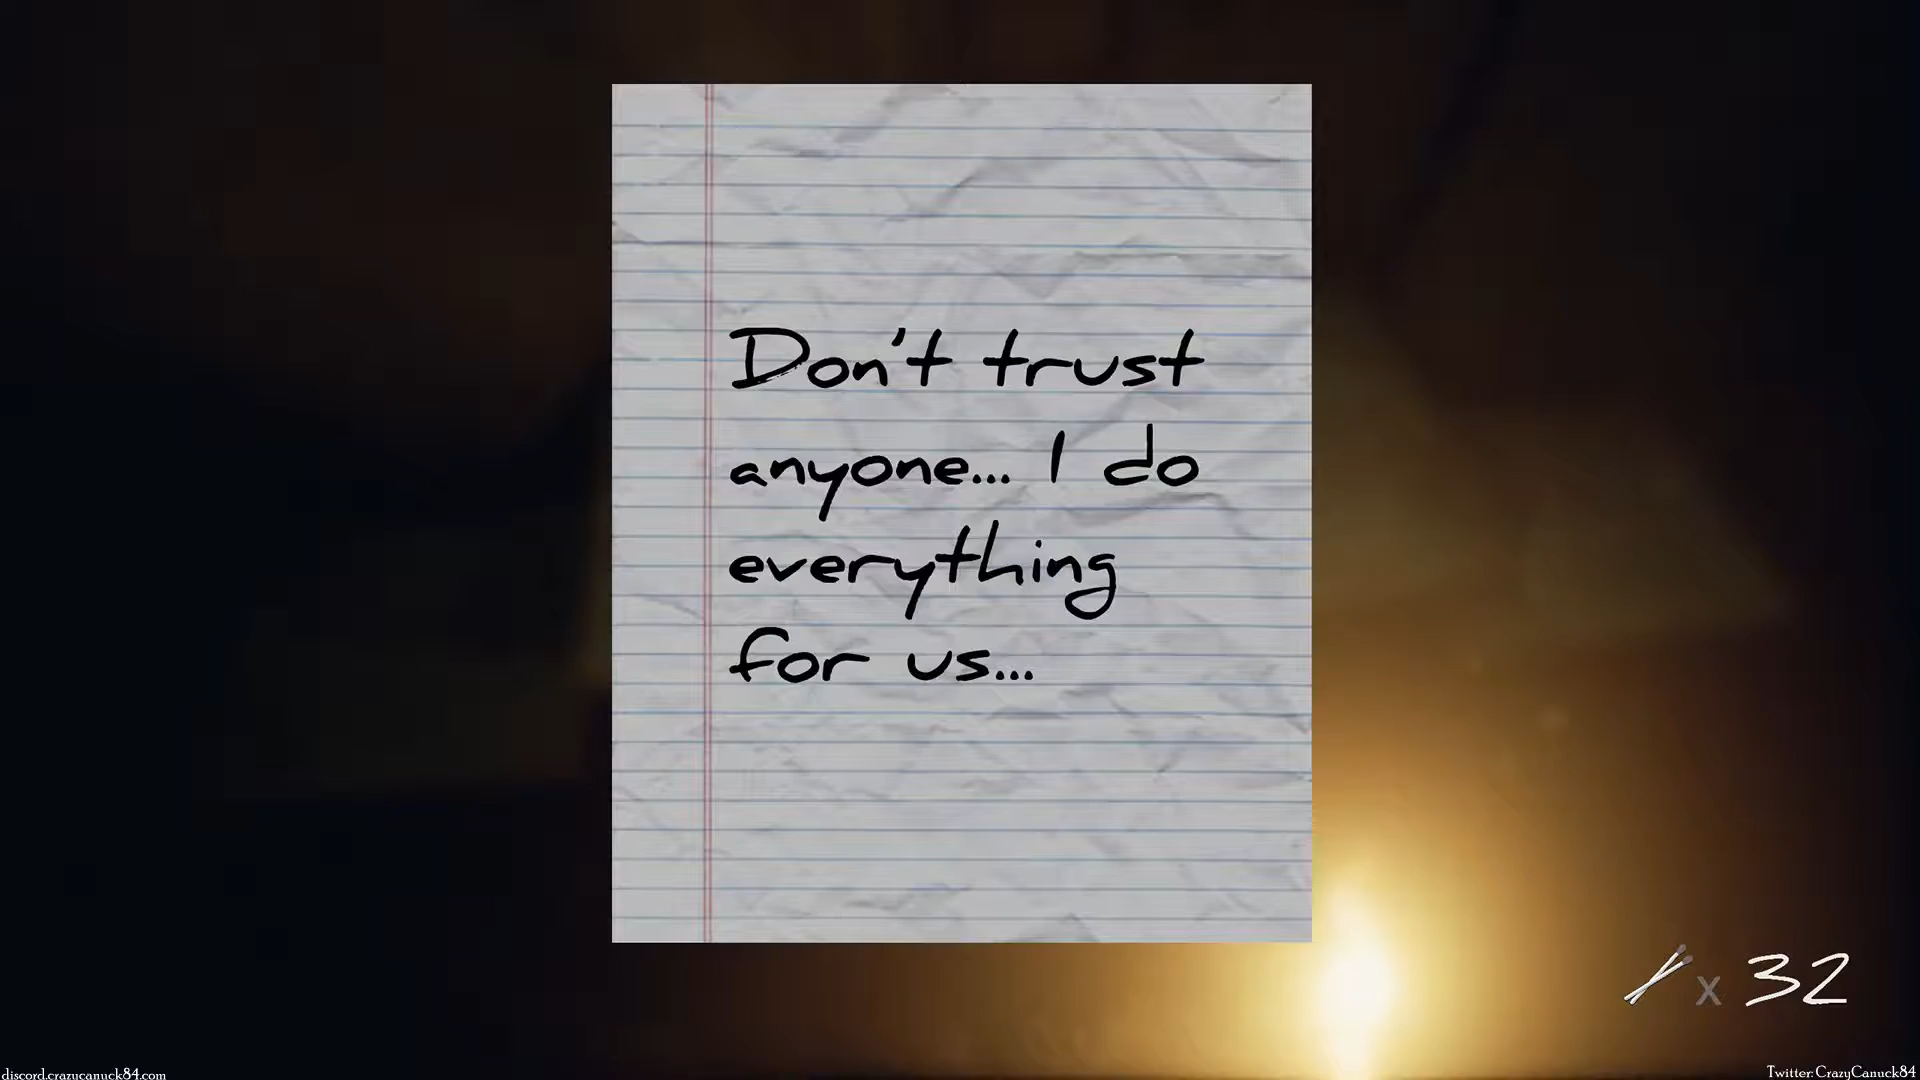 Don't trust
anyone... I do
everything
for us...
x 32
discord.crazycanuck84.com
Twitter:CrazyCanuck84